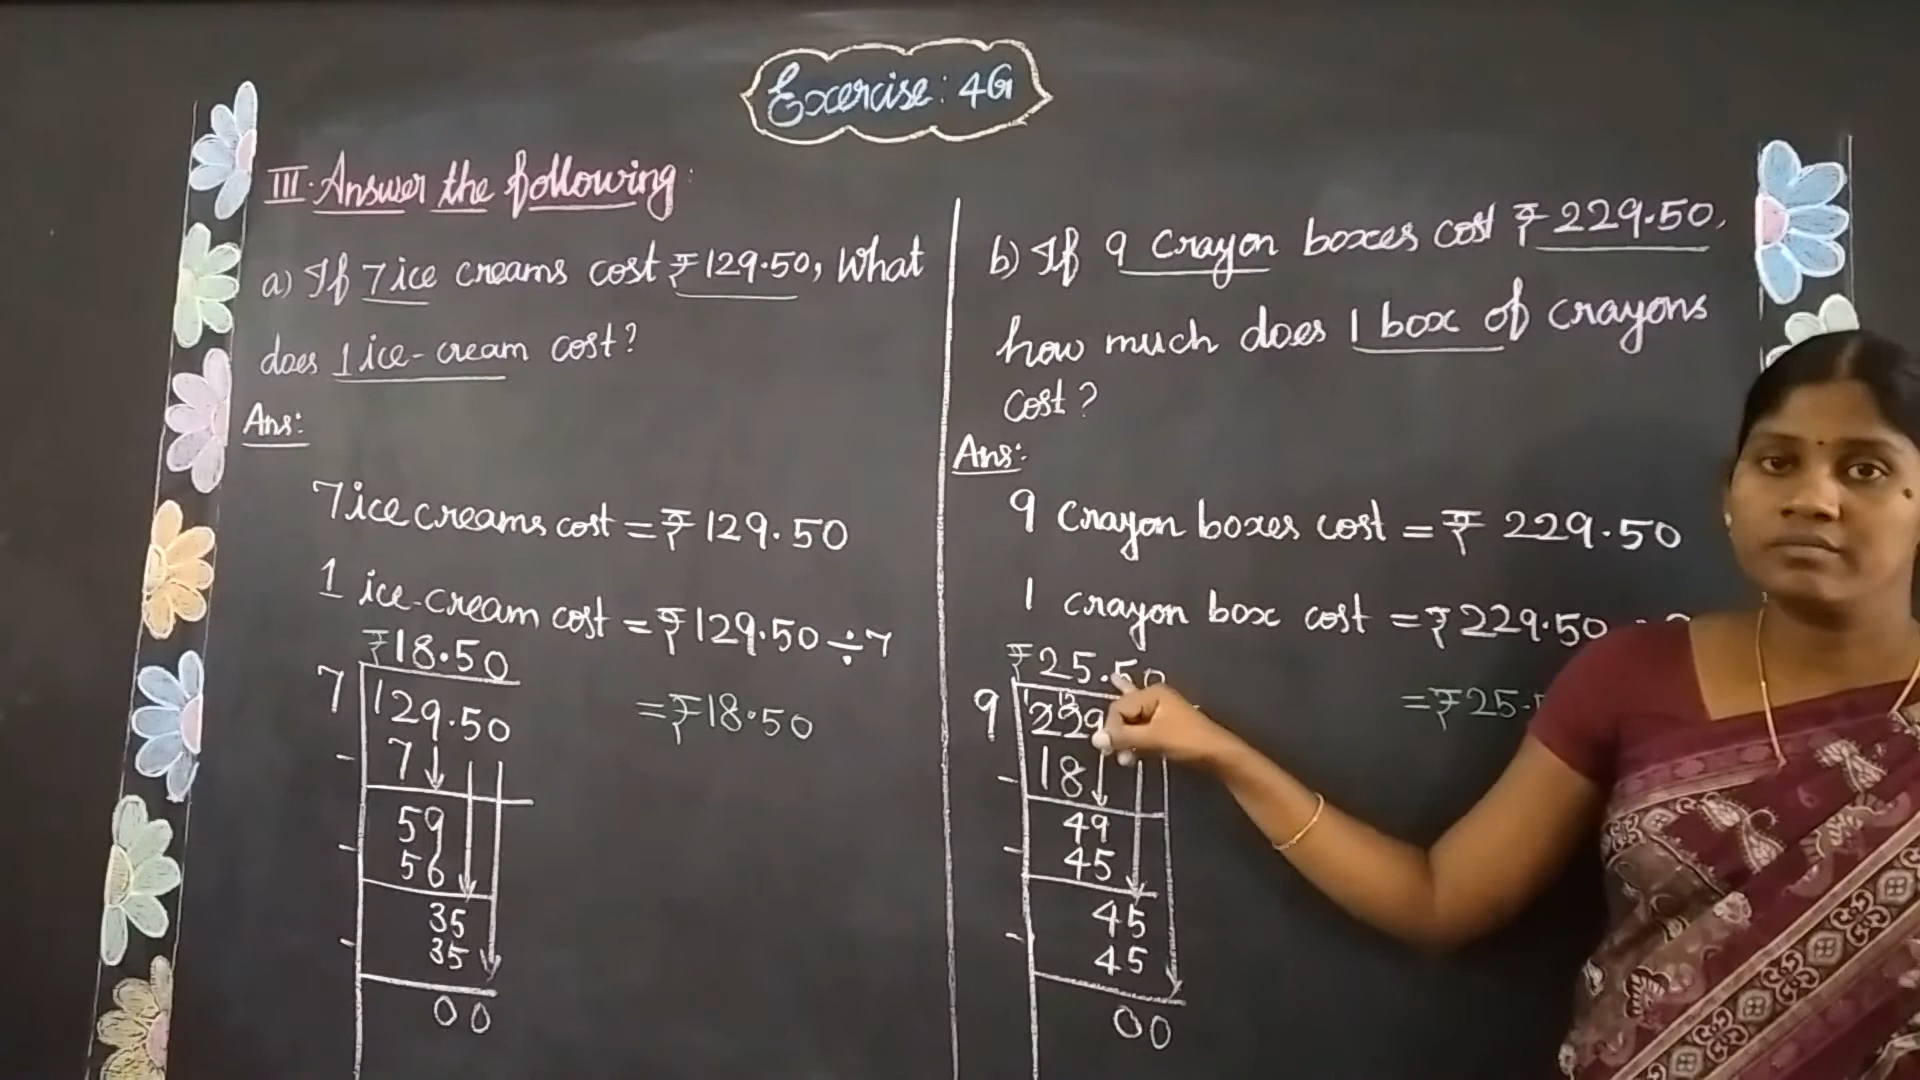 Exercise: 4G
III. Answer the following:
a) If 7 ice creams cost ₹129.50, What
does 1 ice-cream cost?
Ans:
7 ice creams cost = ₹129.50
1 ice-cream cost = ₹129.50 ÷ 7
₹18.50
7 129.50
= ₹18.50
- 7
59
- 56
35
- 35
00
b) If 9 crayon boxes cost ₹229.50,
how much does 1 box of crayons
cost?
Ans:
9 crayon boxes cost = ₹ 229.50
1 crayon box cost = ₹229.50
₹25.50
9 229
= ₹25.5
- 18
49
- 45
45
- 45
00